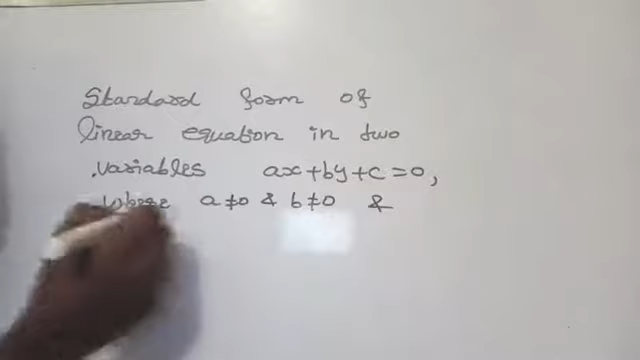 Standard form of
linear equation in two
variables ax+by+c=0,
where a≠0 & b≠0 &